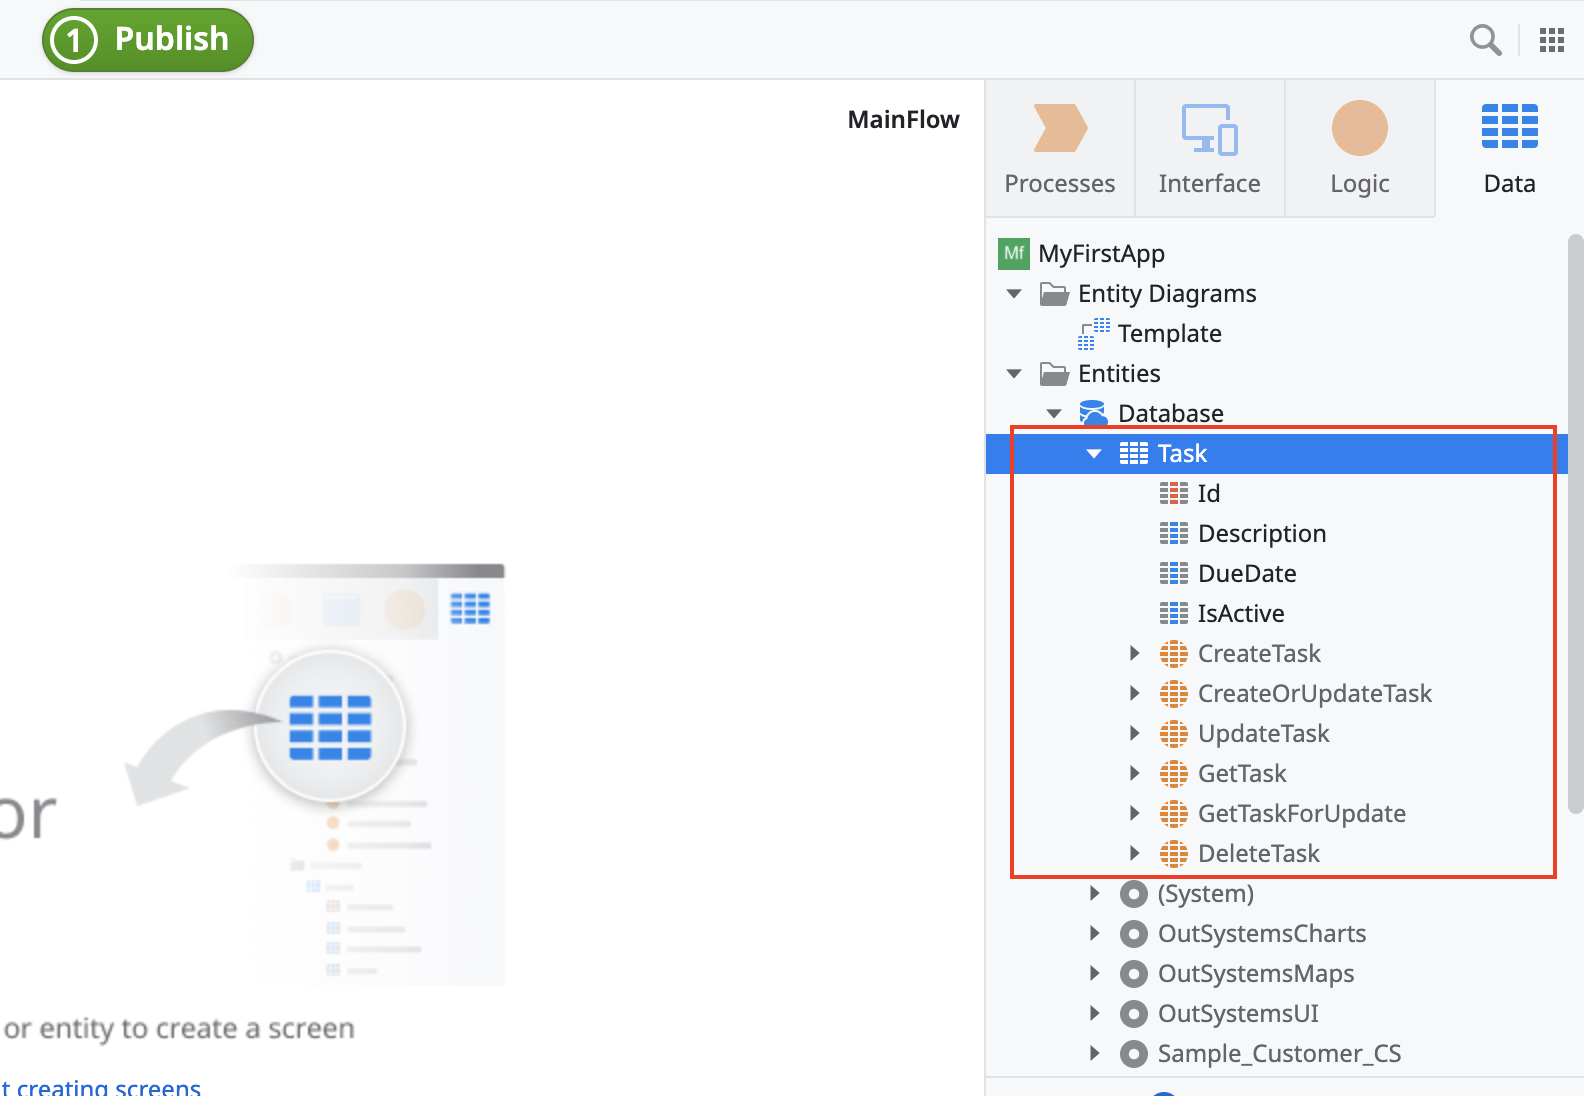 1 Publish
MainFlow
Processes
Interface
Logic
Data
Mf MyFirstApp
Entity Diagrams
Template
Entities
Database
Task
Id
Description
DueDate
IsActive
CreateTask
CreateOrUpdateTask
UpdateTask
GetTask
GetTaskForUpdate
DeleteTask
(System)
OutSystemsCharts
OutSystemsMaps
OutSystemsUI
Sample_Customer_CS
or
or entity to create a screen
t creating screens